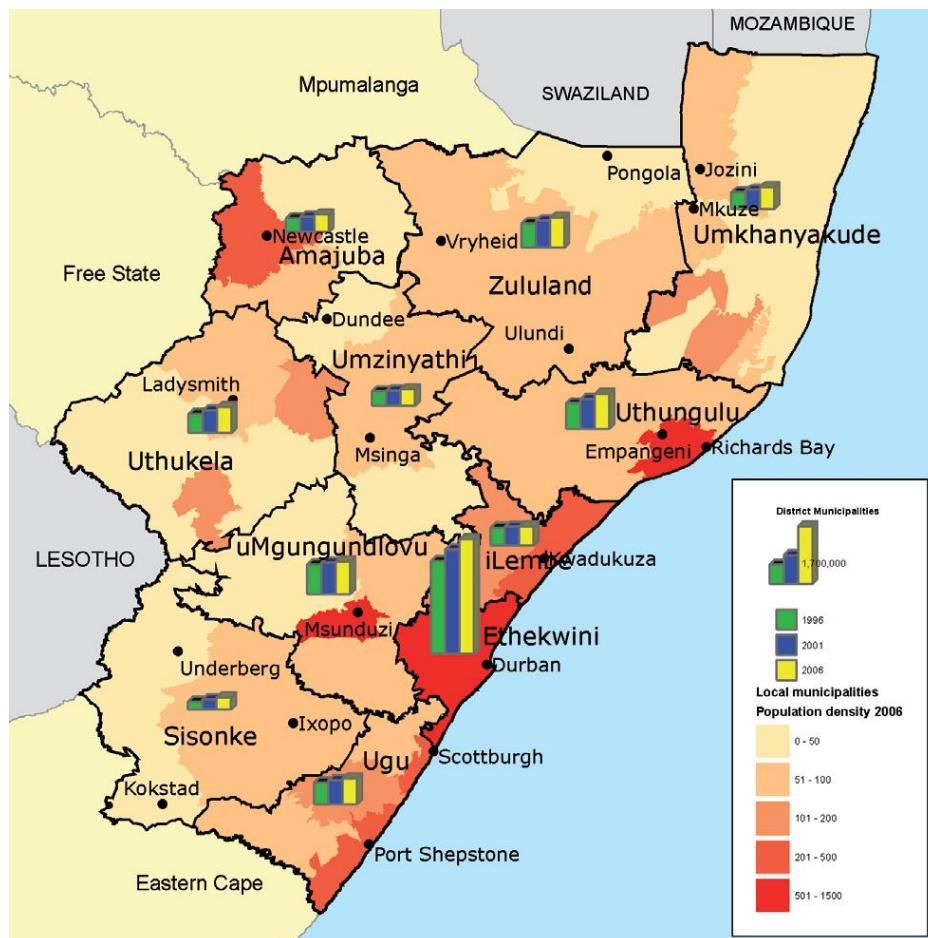 MOZAMBIQUE
Mpumalanga
SWAZILAND
Pongola
Jozini
Mkuze
Umkhanyakude
Newcastle
Amajuba
Vryheid
Free State
Zululand
Dundee
Ulundi
Umzinyathi
Ladysmith
Uthungulu
Empangeni
Richards Bay
Uthukela
Msinga
LESOTHO
uMgungundlovu
iLembe
Kwadukuza
Msunduzi
Ethekwini
Durban
Underberg
Sisonke
Ixopo
Ugu
Scottburgh
Kokstad
Port Shepstone
Eastern Cape
District Municipalities
1,700,000
1996
2001
2006
Local municipalities
Population density 2006
0 - 50
51 - 100
101 - 200
201 - 500
501 - 1500